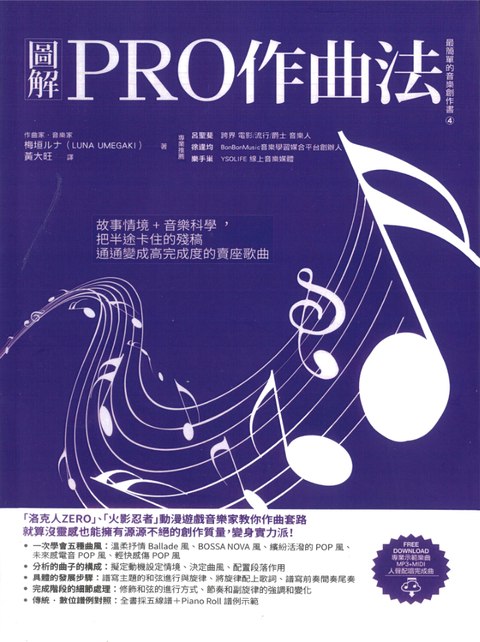 圖解 PRO作曲法
最簡單的音樂創作書④
作曲家・音樂家
梅垣ルナ（LUNA UMEGAKI） 著
黃大旺 譯
專業推薦
呂聖斐 跨界 電影/流行/爵士 音樂人
徐達均 BonBonMusic音樂學習媒合平台創辦人
樂手巢 YSOLIFE 線上音樂媒體
故事情境 + 音樂科學，
把半途卡住的殘稿
通通變成高完成度的賣座歌曲
「洛克人ZERO」、「火影忍者」動漫遊戲音樂家教你作曲套路
就算沒靈感也能擁有源源不絕的創作質量，變身實力派！
• 一次學會五種曲風：溫柔抒情 Ballade 風、BOSSA NOVA 風、繽紛活潑的 POP 風、
未來感電音 POP 風、輕快感傷 POP 風
• 分析的曲子的構成：擬定動機設定情境、決定曲風、配置段落作用
• 具體的發展步驟：譜寫主題的和弦進行與旋律、將旋律配上歌詞、譜寫前奏間奏尾奏
• 完成階段的細節處理：修飾和弦的進行方式、節奏和副旋律的強調和變化
• 傳統・數位譜例對照：全書採五線譜＋Piano Roll 譜例示範
FREE
DOWNLOAD
專業示範樂曲
MP3+MIDI
人聲配唱完成曲